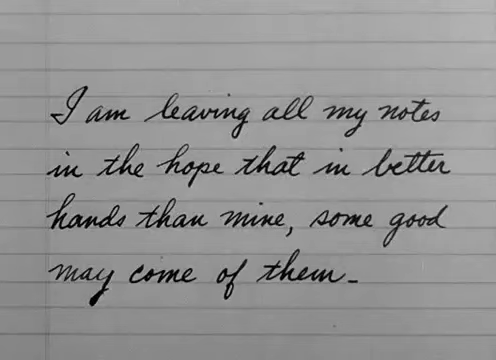 I am leaving all my notes
in the hope that in better
hands than mine, some good
may come of them-